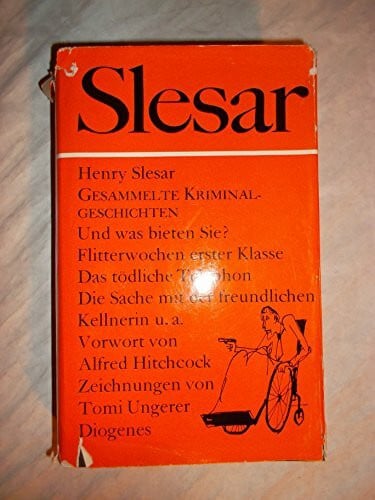 Slesar
Henry Slesar
GESAMMELTE KRIMINAL-
GESCHICHTEN
Und was bieten Sie?
Flitterwochen erster Klasse
Das tödliche Telephon
Die Sache mit der freundlichen
Kellnerin u. a.
Vorwort von
Alfred Hitchcock
Zeichnungen von
Tomi Ungerer
Diogenes